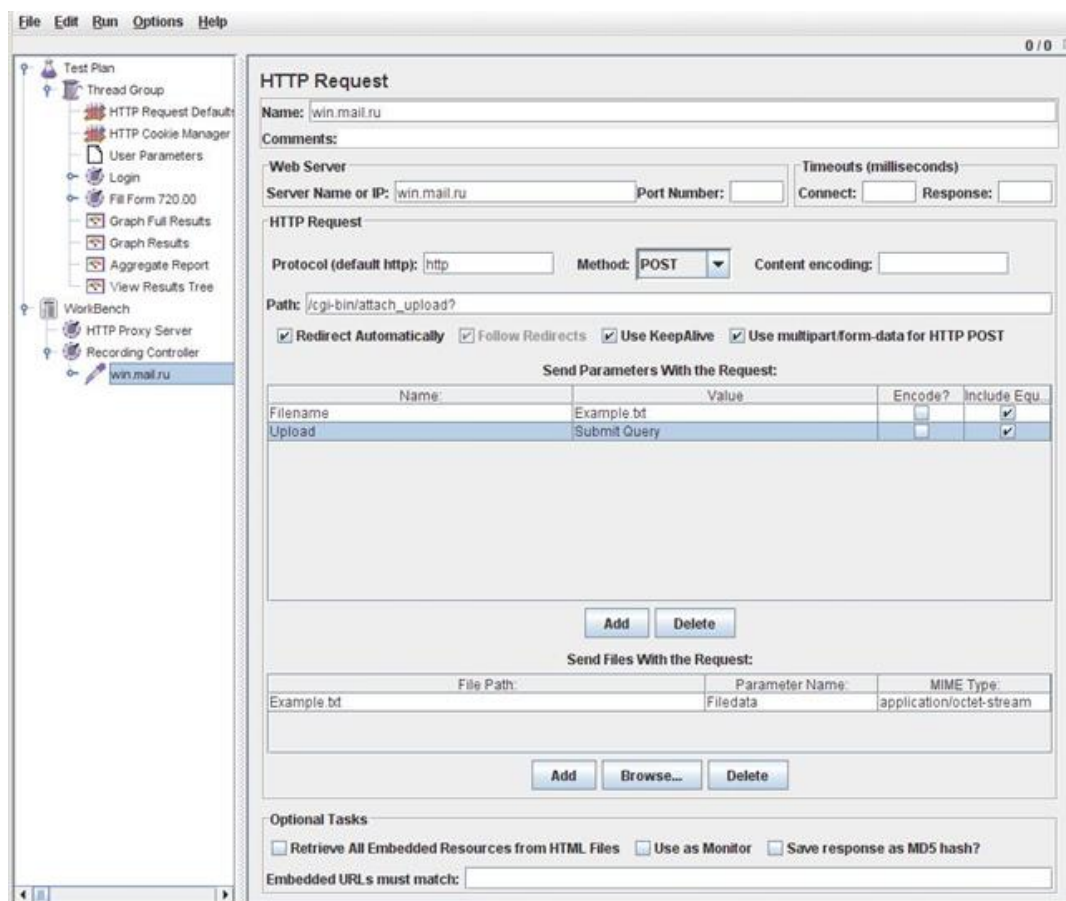 File Edit Run Options Help
0 / 0
Test Plan
Thread Group
HTTP Request Default
HTTP Cookie Manager
User Parameters
Login
Fill Form 720.00
Graph Full Results
Graph Results
Aggregate Report
View Results Tree
WorkBench
HTTP Proxy Server
Recording Controller
win.mail.ru
HTTP Request
Name: win.mail.ru
Comments:
Web Server
Server Name or IP: win.mail.ru Port Number:
Timeouts (milliseconds)
Connect: Response:
HTTP Request
Protocol (default http): http Method: POST Content encoding:
Path: /cgi-bin/attach_upload?
Redirect Automatically Follow Redirects Use KeepAlive Use multipart/form-data for HTTP POST
Send Parameters With the Request:
Name: Value Encode? Include Equ...
Filename Example.txt
Upload Submit Query
Add Delete
Send Files With the Request:
File Path: Parameter Name: MIME Type:
Example.txt Filedata application/octet-stream
Add Browse... Delete
Optional Tasks
Retrieve All Embedded Resources from HTML Files Use as Monitor Save response as MD5 hash?
Embedded URLs must match: